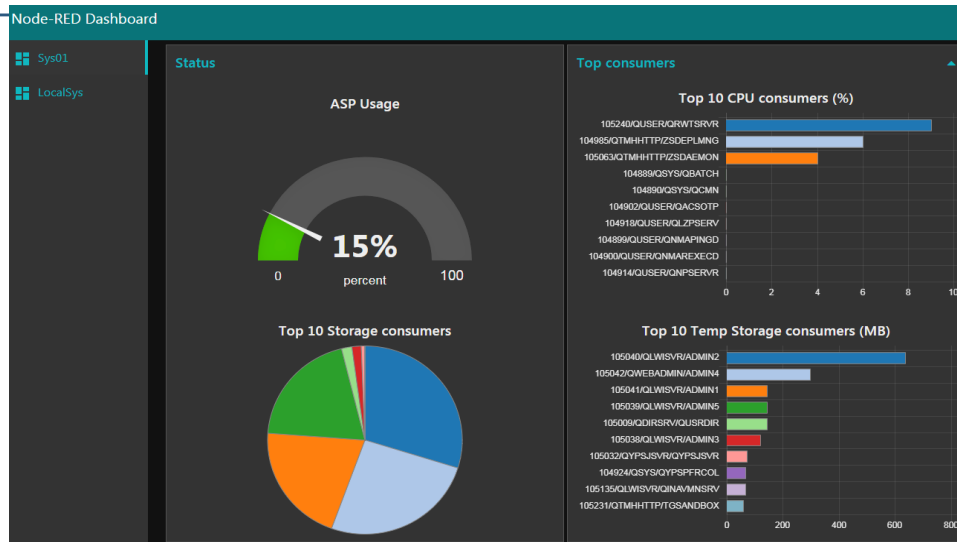 Node-RED Dashboard
Sys01
LocalSys
Status
ASP Usage
15%
percent
0
100
Top 10 Storage consumers
Top consumers
Top 10 CPU consumers (%)
105240/QUSER/QRWTSRVR
104985/QTMHHTTP/ZSDEPLMNG
105063/QTMHHTTP/ZSDAEMON
104889/QSYS/QBATCH
104890/QSYS/QCMN
104902/QUSER/QACSOTP
104918/QUSER/QLZPSERV
104899/QUSER/QNMAPINGD
104900/QUSER/QNMAREXECD
104914/QUSER/QNPSERVR
0 2 4 6 8 10
Top 10 Temp Storage consumers (MB)
105040/QLWISVR/ADMIN2
105042/QWEBADMIN/ADMIN4
105041/QLWISVR/ADMIN1
105039/QLWISVR/ADMIN5
105009/QDIRSRV/QUSRDIR
105038/QLWISVR/ADMIN3
105032/QYPSJSVR/QYPSJSVR
104924/QSYS/QYPSPFRCOL
105135/QLWISVR/QINAVMNSRV
105231/QTMHHTTP/TGSANDBOX
0 200 400 600 800